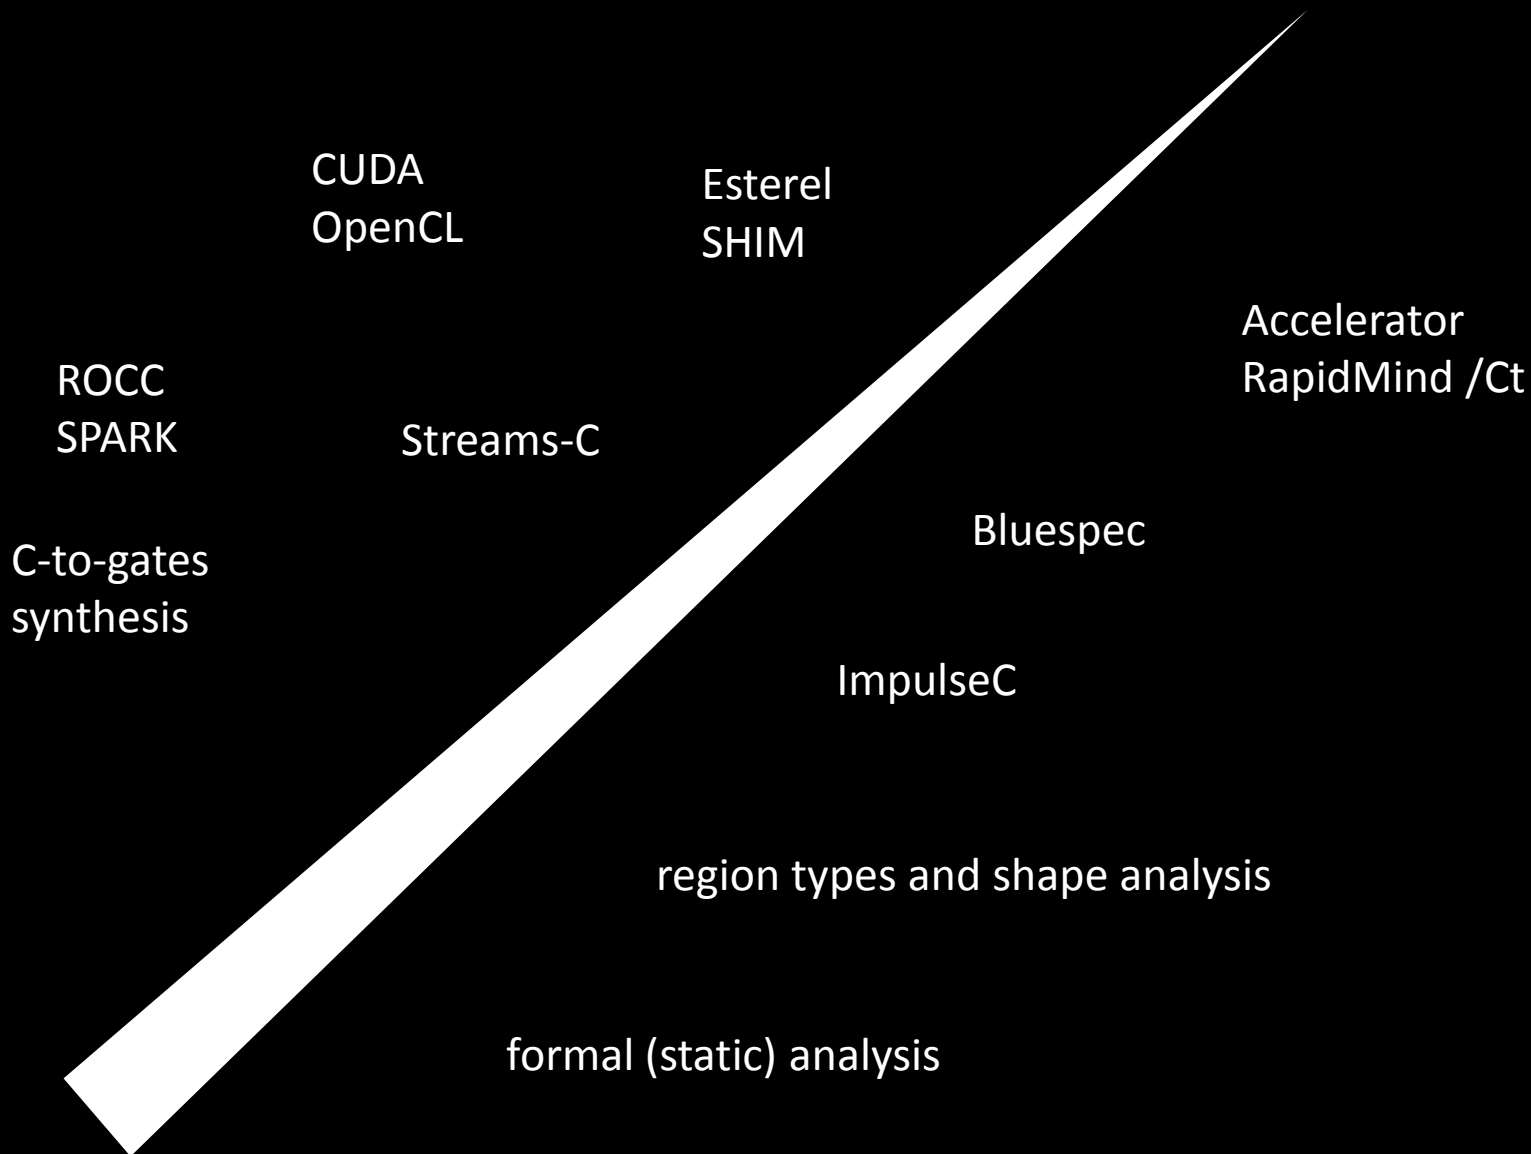 CUDA
OpenCL
Esterel
SHIM
Accelerator
RapidMind /Ct
ROCC
SPARK
Streams-C
Bluespec
C-to-gates
synthesis
ImpulseC
region types and shape analysis
formal (static) analysis